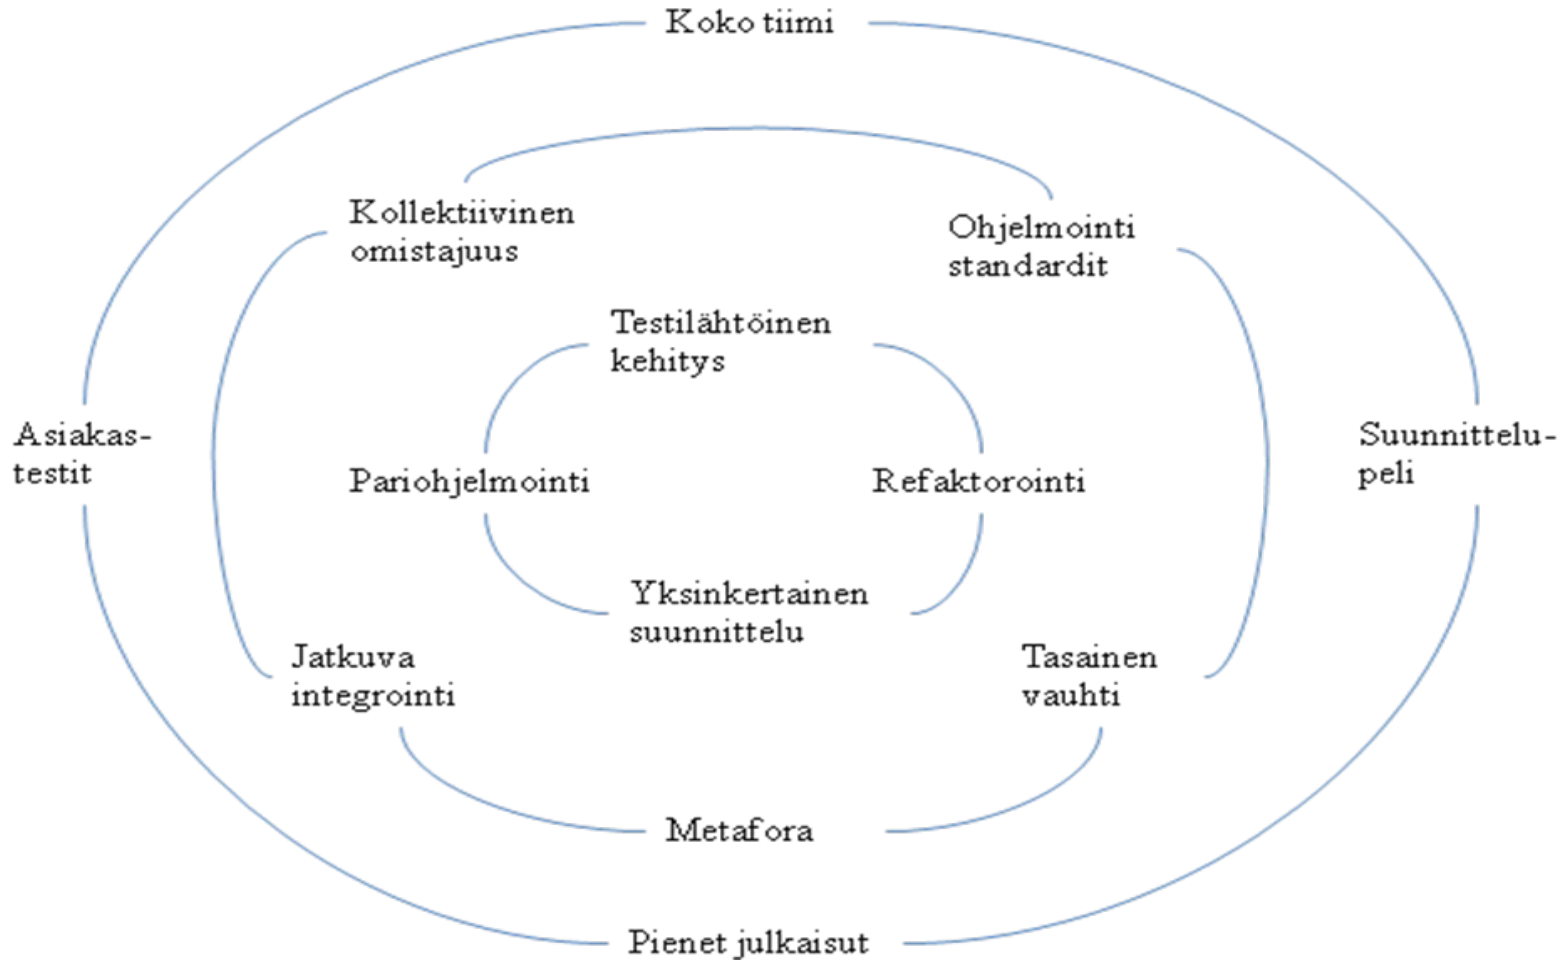 Koko tiimi
Kollektiivinen
omistajuus
Ohjelmointi
standardit
Testilähtöinen
kehitys
Asiakas-
testit
Suunnittelu-
peli
Pariohjelmointi
Refaktorointi
Yksinkertainen
suunnittelu
Jatkuva
integrointi
Tasainen
vauhti
Metafora
Pienet julkaisut